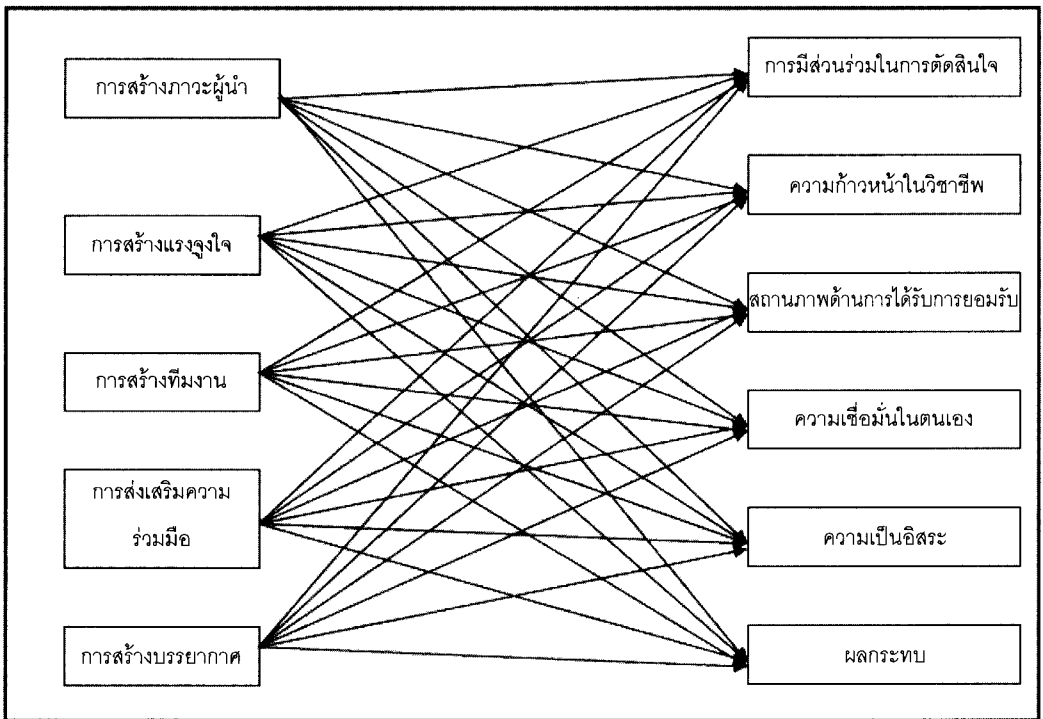 การสร้างภาวะผู้นำ
การสร้างแรงจูงใจ
การสร้างทีมงาน
การส่งเสริมความ
ร่วมมือ
การสร้างบรรยากาศ
การมีส่วนร่วมในการตัดสินใจ
ความก้าวหน้าในวิชาชีพ
สถานภาพด้านการได้รับการยอมรับ
ความเชื่อมั่นในตนเอง
ความเป็นอิสระ
ผลกระทบ